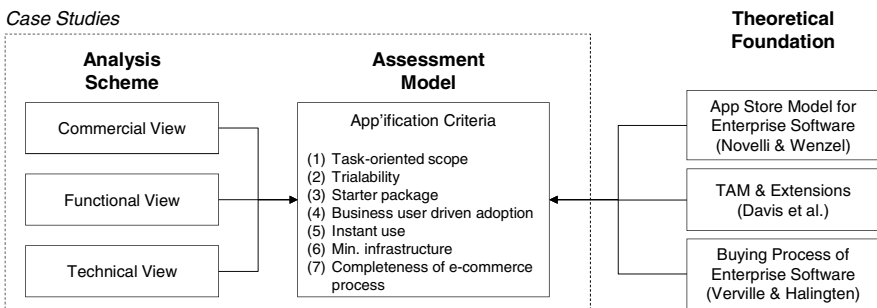 Case Studies
Theoretical
Foundation
Analysis
Scheme
Assessment
Model
Commercial View
Functional View
Technical View
App'ification Criteria
(1) Task-oriented scope
(2) Trialability
(3) Starter package
(4) Business user driven adoption
(5) Instant use
(6) Min. infrastructure
(7) Completeness of e-commerce
process
App Store Model for
Enterprise Software
(Novelli & Wenzel)
TAM & Extensions
(Davis et al.)
Buying Process of
Enterprise Software
(Verville & Halingten)